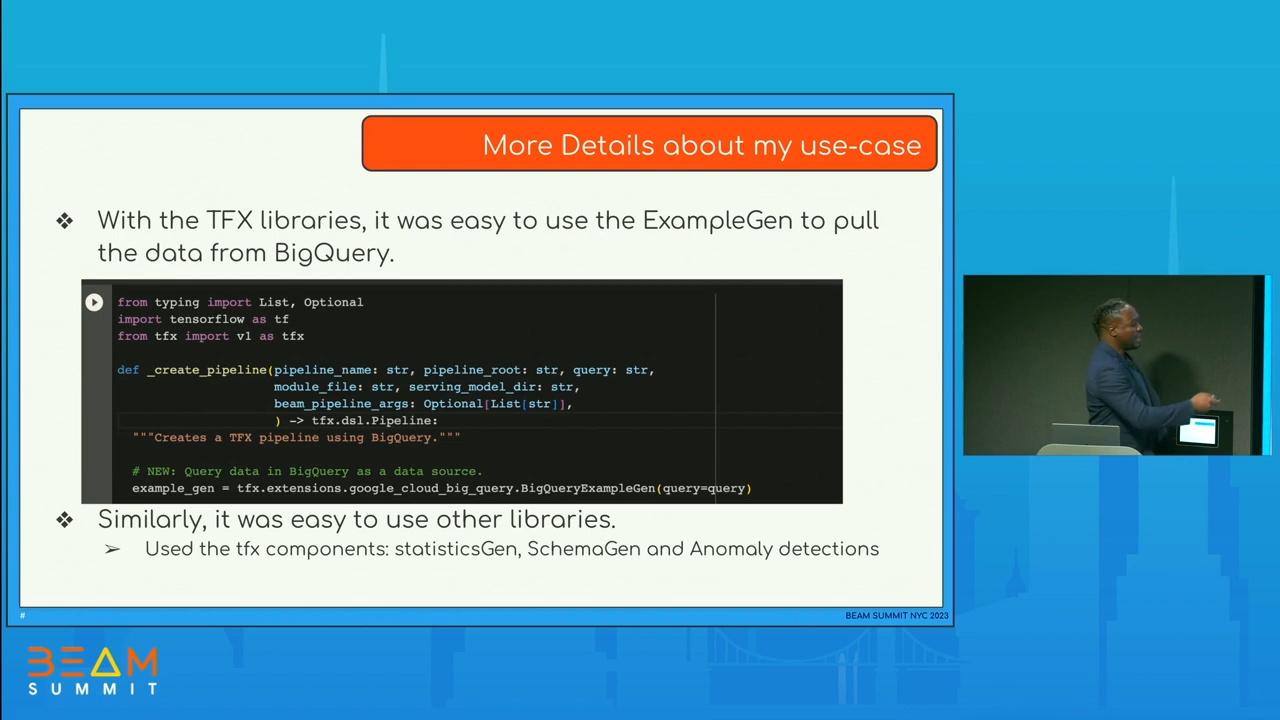 More Details about my use-case
❖ With the TFX libraries, it was easy to use the ExampleGen to pull
the data from BigQuery.
from typing import List, Optional
import tensorflow as tf
from tfx import v1 as tfx
def _create_pipeline(pipeline_name: str, pipeline_root: str, query: str,
module_file: str, serving_model_dir: str,
beam_pipeline_args: Optional[List[str]],
) -> tfx.dsl.Pipeline:
"""Creates a TFX pipeline using BigQuery."""
# NEW: Query data in BigQuery as a data source.
example_gen = tfx.extensions.google_cloud_big_query.BigQueryExampleGen(query=query)
❖ Similarly, it was easy to use other libraries.
➢ Used the tfx components: statisticsGen, SchemaGen and Anomaly detections
#
BEAM SUMMIT NYC 2023
BEAM
SUMMIT